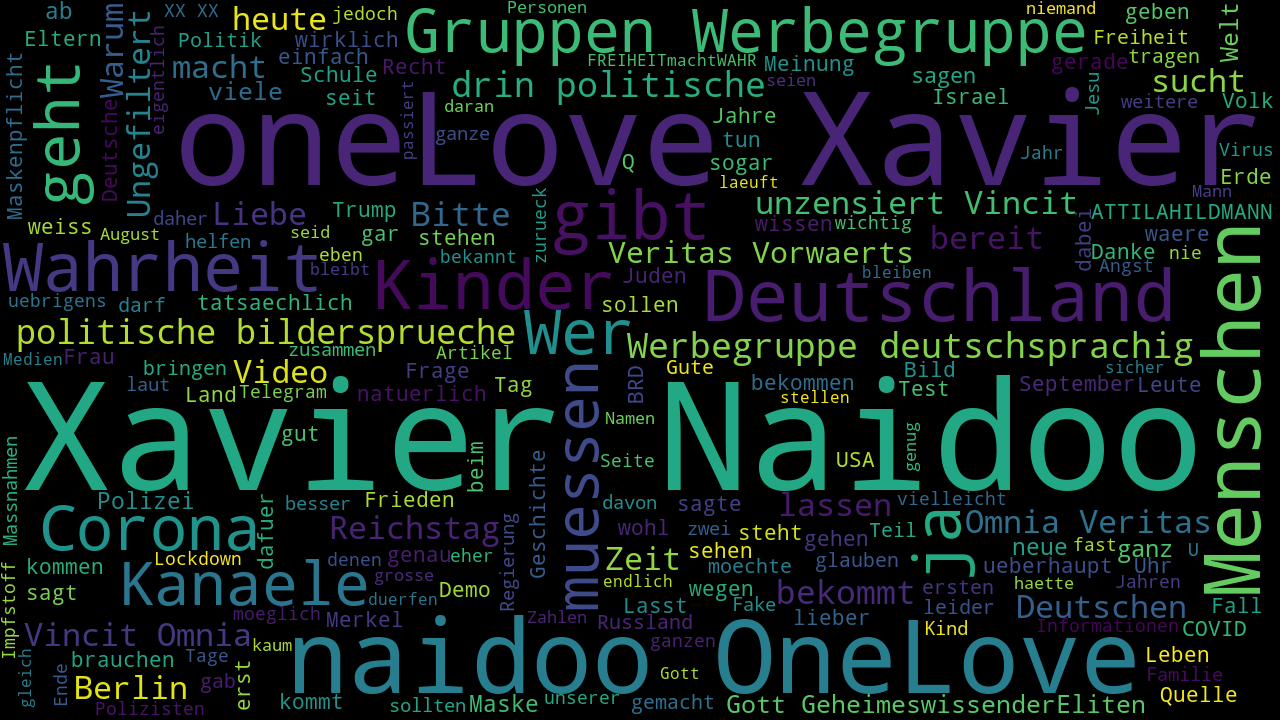 ab XX XX heute jedoch Personen niemand geben Welt
Eltern Warum Ungefiltert eigentlich Politik wirklich Gruppen Werbegruppe Freiheit
Maskenpflicht geht Deutsche macht einfach Recht FREIHEITmachtWAHR Meinung gerade tragen
Schule drin politische seien sagen sucht
viele seit passiert daran Israel Jesu weitere Volk
oneLove Xavier
ganze Jahre tun Q sogar Jahr Virus
laeuft Erde Mann
weiss daher Liebe Trump Bitte zurueck gibt unzensiert Vincit ATTILAHILDMANN
August helfen seid gar stehen wissen wichtig bereit dabei waere
Wahrheit eben bekannt Veritas Vorwaerts Danke nie
bleibt Kinder Juden bleiben Angst Menschen
uebrigens darf tatsaechlich sollen Deutschland
politische bildersprueche Wer Werbegruppe deutschsprachig
Medien Frau zusammen Artikel
bringen Video Frage muessen BRD Gute Bild sicher
laut Land Telegram natuerlich Tag bekommen Test September Leute
stellen
Xavier Naidoo
gut Namen
beim Seite USA genug
Massnahmen Polizei besser Frieden Geschichte davon sagte lassen vielleicht
Corona dafuer Reichstag Regierung wohl zwei steht gehen Teil ja Omnia Veritas
Lockdown denen genau eher Zeit sehen moechte glauben neue fast ganz U
kommen ueberhaupt Uhr
Impfstoff sagt Kanaele grosse Demo endlich wegen bekommt ersten haette Jahren
duerfen Lasst Fake leider Deutschen Fall
moeglich Merkel Zahlen Russland lieber Kind Informationen COVID
Vincit Omnia kaum ganzen
gleich brauchen Tage naidoo OneLove Leben
Ende Berlin gab erst Gott Familie
Polizisten kommt sollten Maske unserer gemacht Gott GeheimeswissenderEliten Quelle